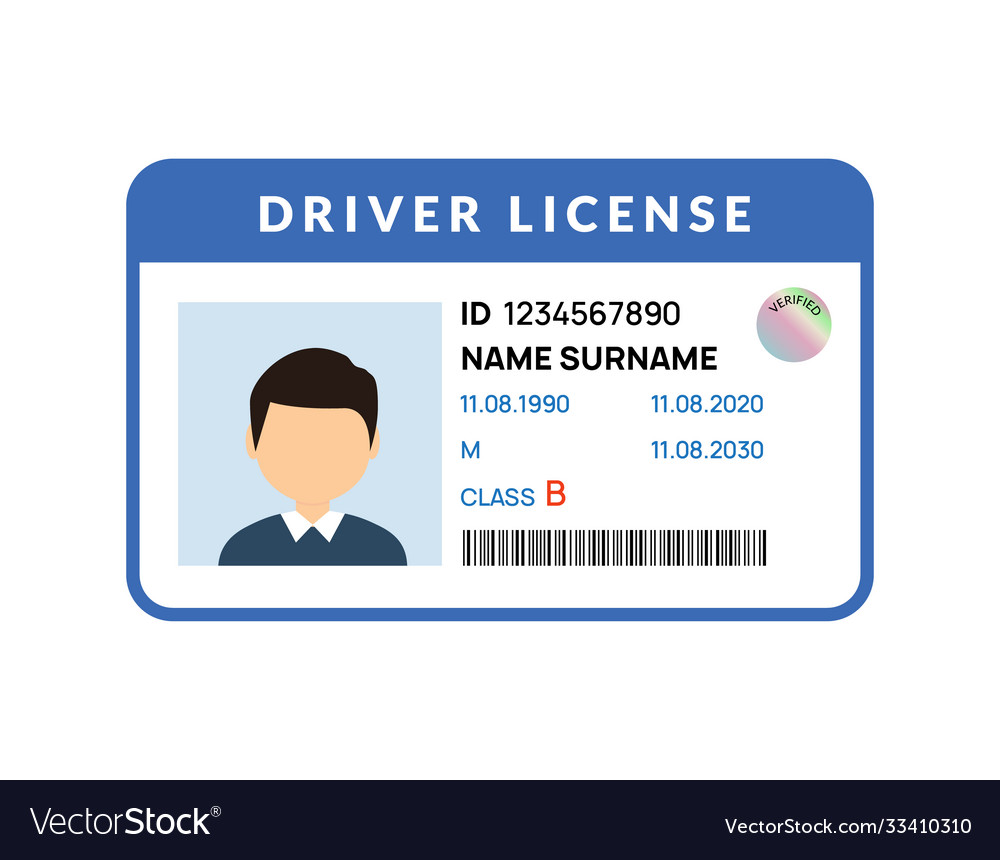 DRIVER LICENSE
ID 1234567890
VERIFIED
NAME SURNAME
11.08.1990 11.08.2020
M 11.08.2030
CLASS B
VectorStock®
VectorStock.com/33410310